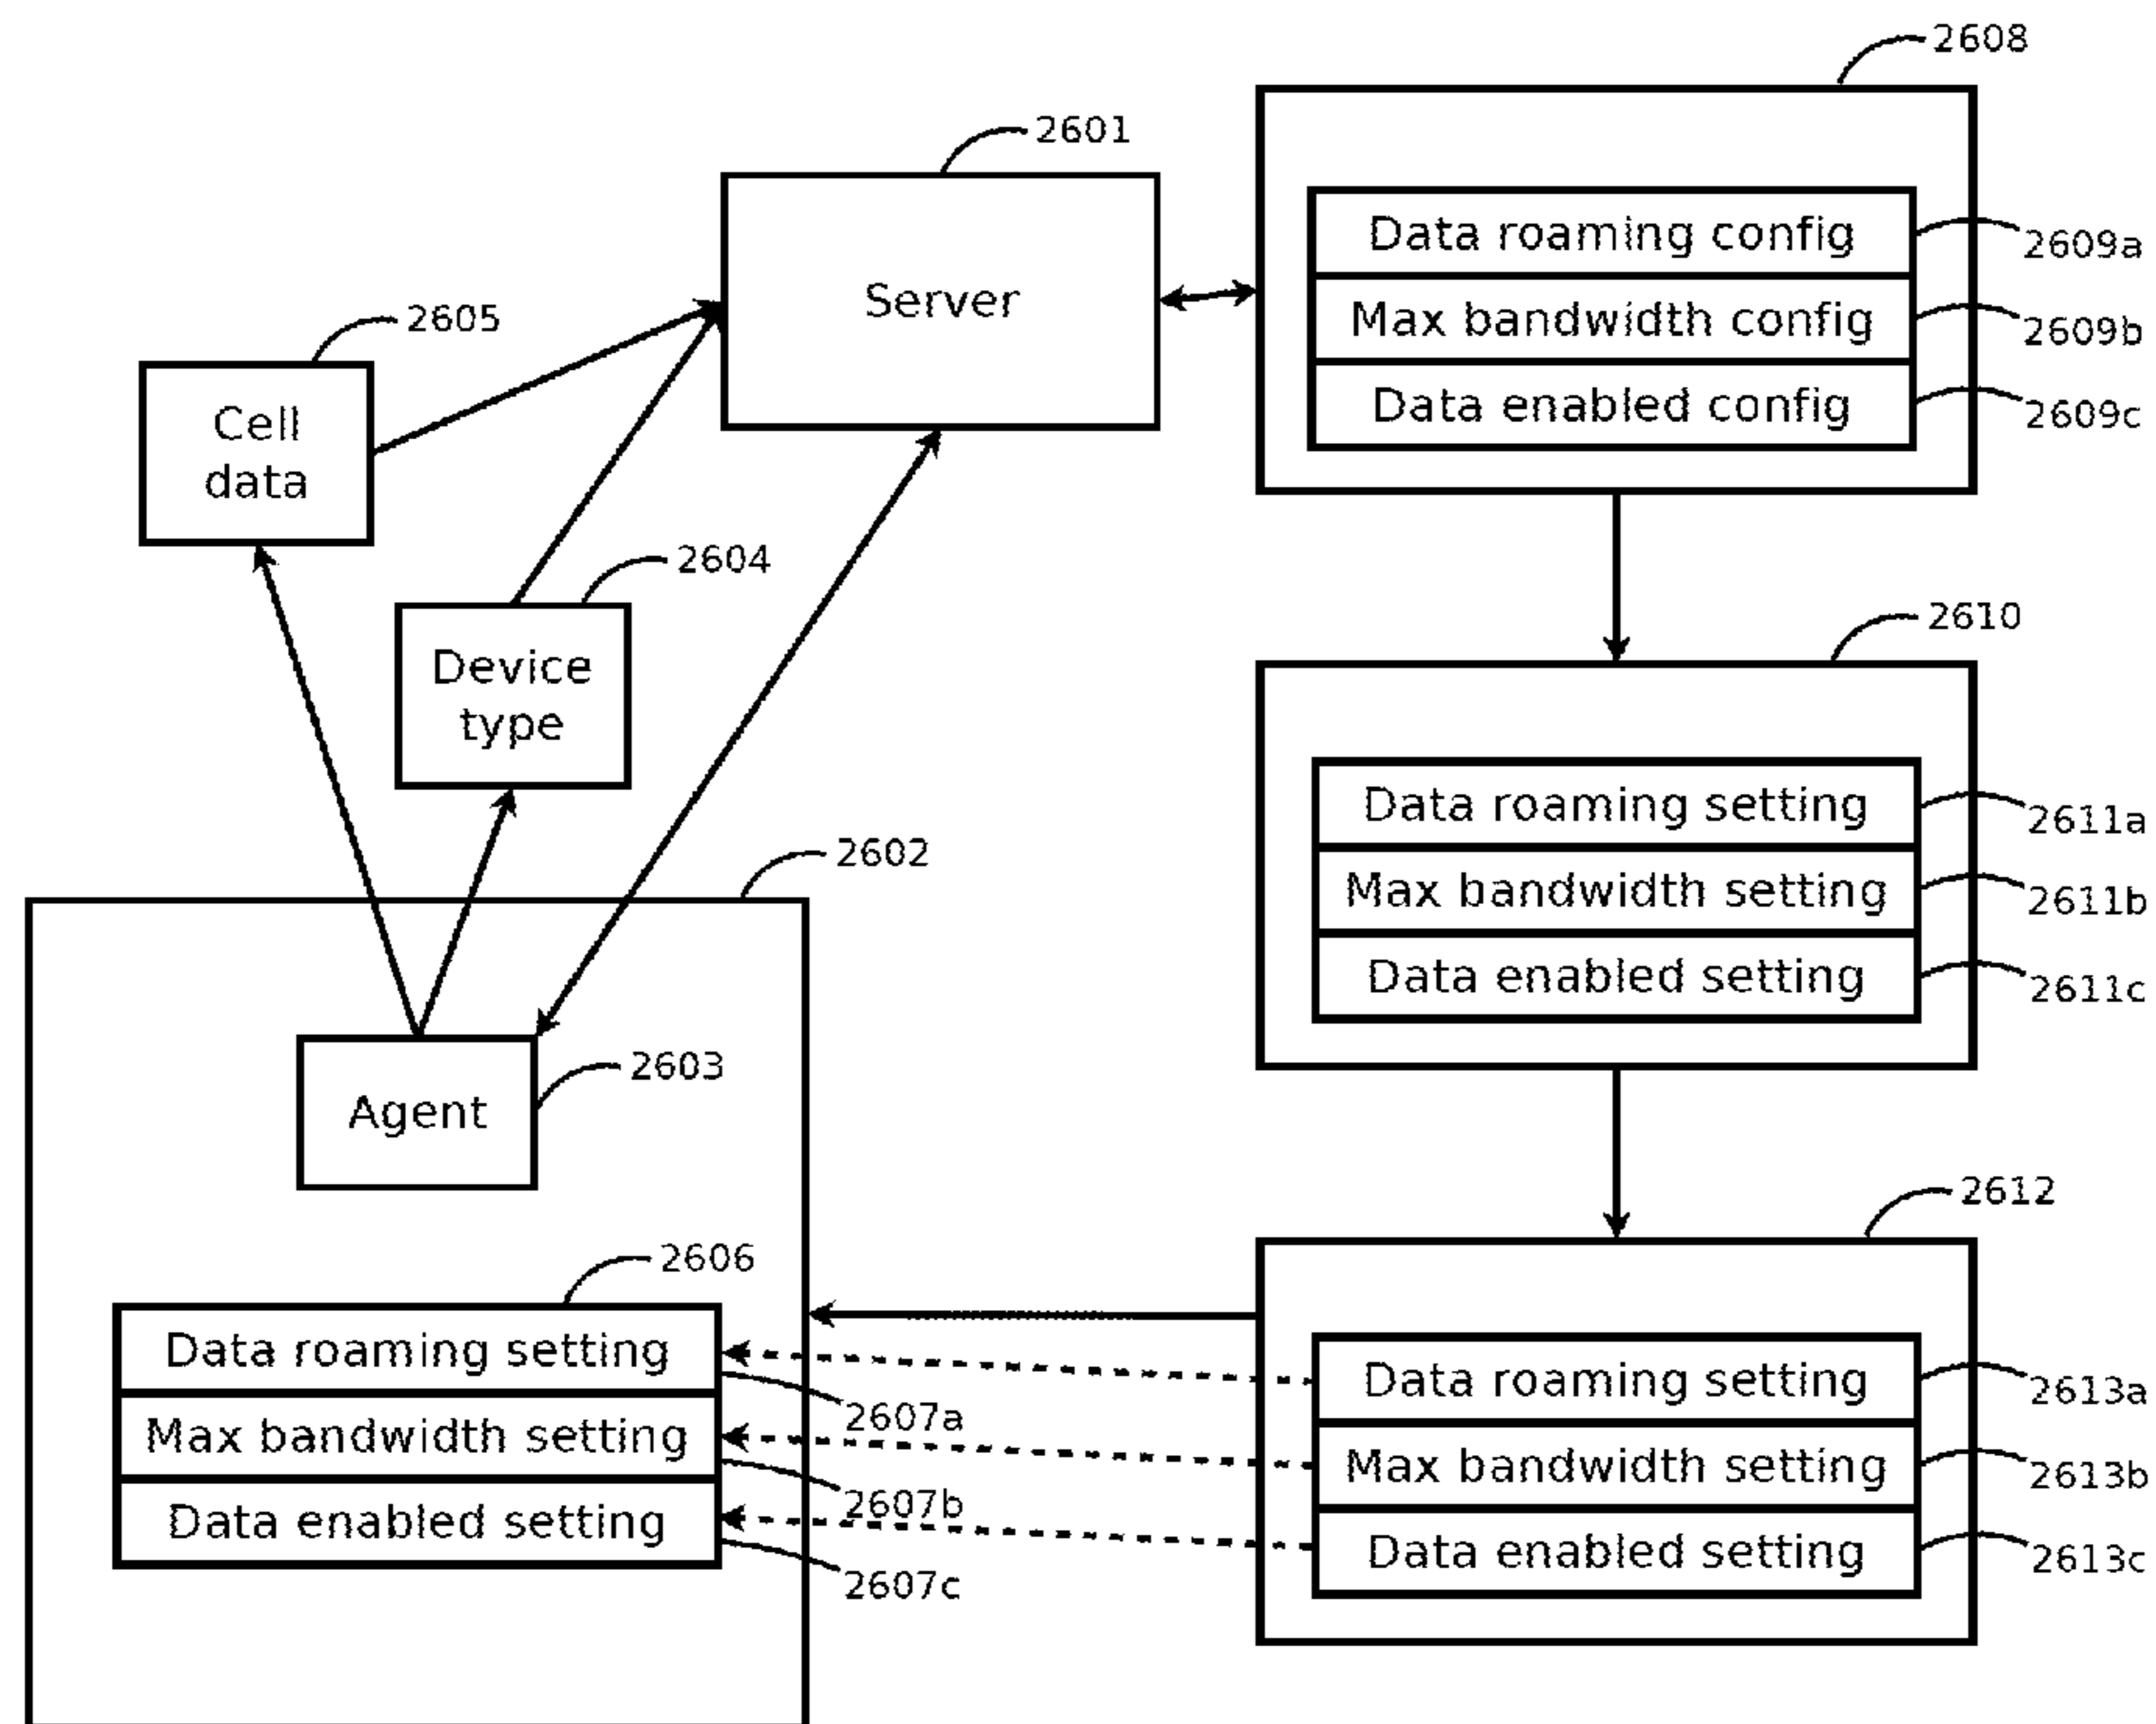 2608
2601
Data roaming config
2609a
Server
Max bandwidth config
2609b
2605
Data enabled config
2609c
Cell
data
2604
2610
Device
type
Data roaming setting
2611a
2602
Max bandwidth setting
2611b
Data enabled setting
2611c
Agent
2603
2612
2606
Data roaming setting
2607a
Data roaming setting
2613a
Max bandwidth setting
2607b
Max bandwidth setting
2613b
Data enabled setting
2607c
Data enabled setting
2613c